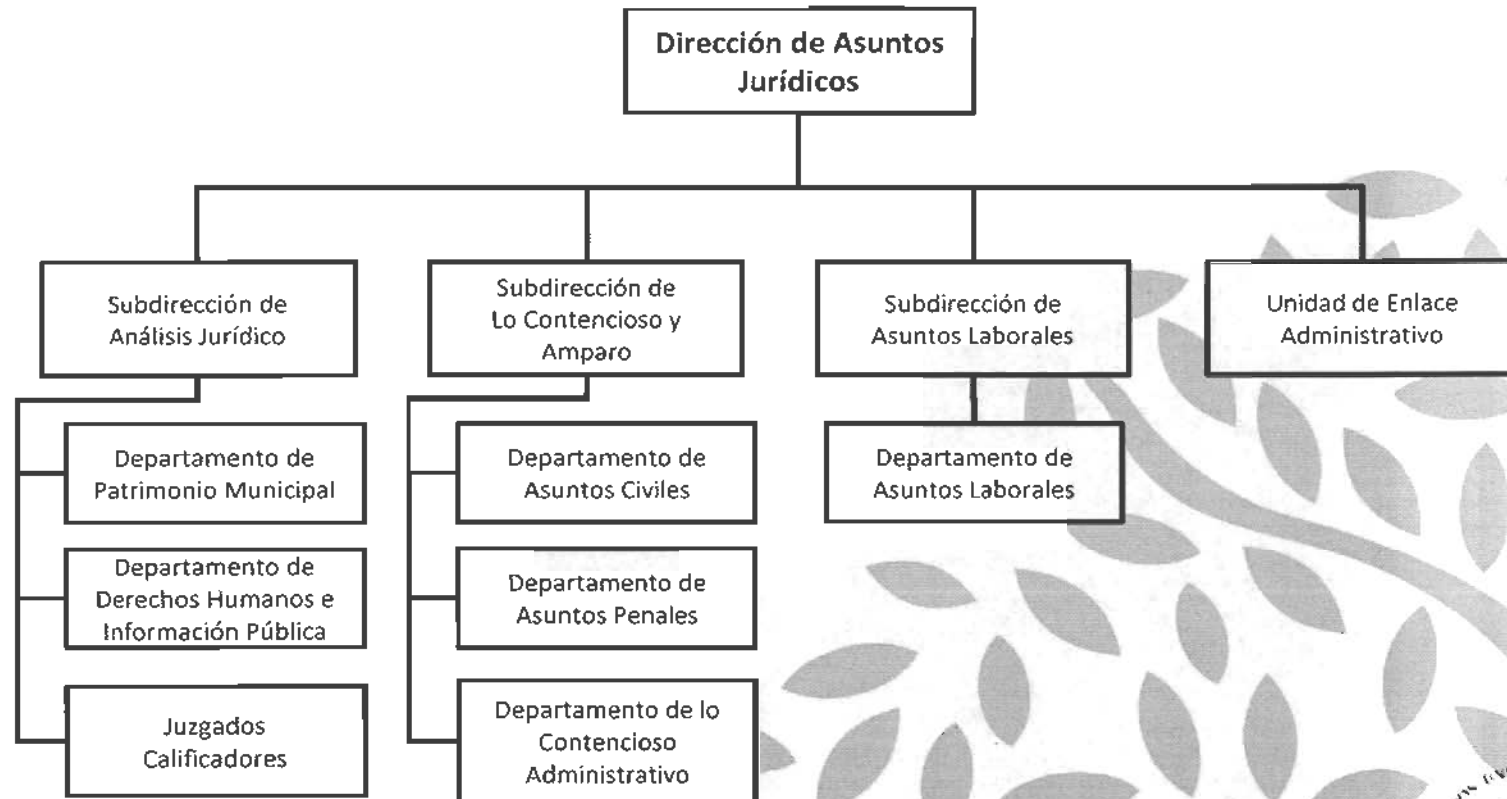 Dirección de Asuntos
Jurídicos
Subdirección de
Análisis Jurídico
Subdirección de
Lo Contencioso y
Amparo
Subdirección de
Asuntos Laborales
Unidad de Enlace
Administrativo
Departamento de
Patrimonio Municipal
Departamento de
Derechos Humanos e
Información Pública
Juzgados
Calificadores
Departamento de
Asuntos Civiles
Departamento de
Asuntos Penales
Departamento de lo
Contencioso
Administrativo
Departamento de
Asuntos Laborales